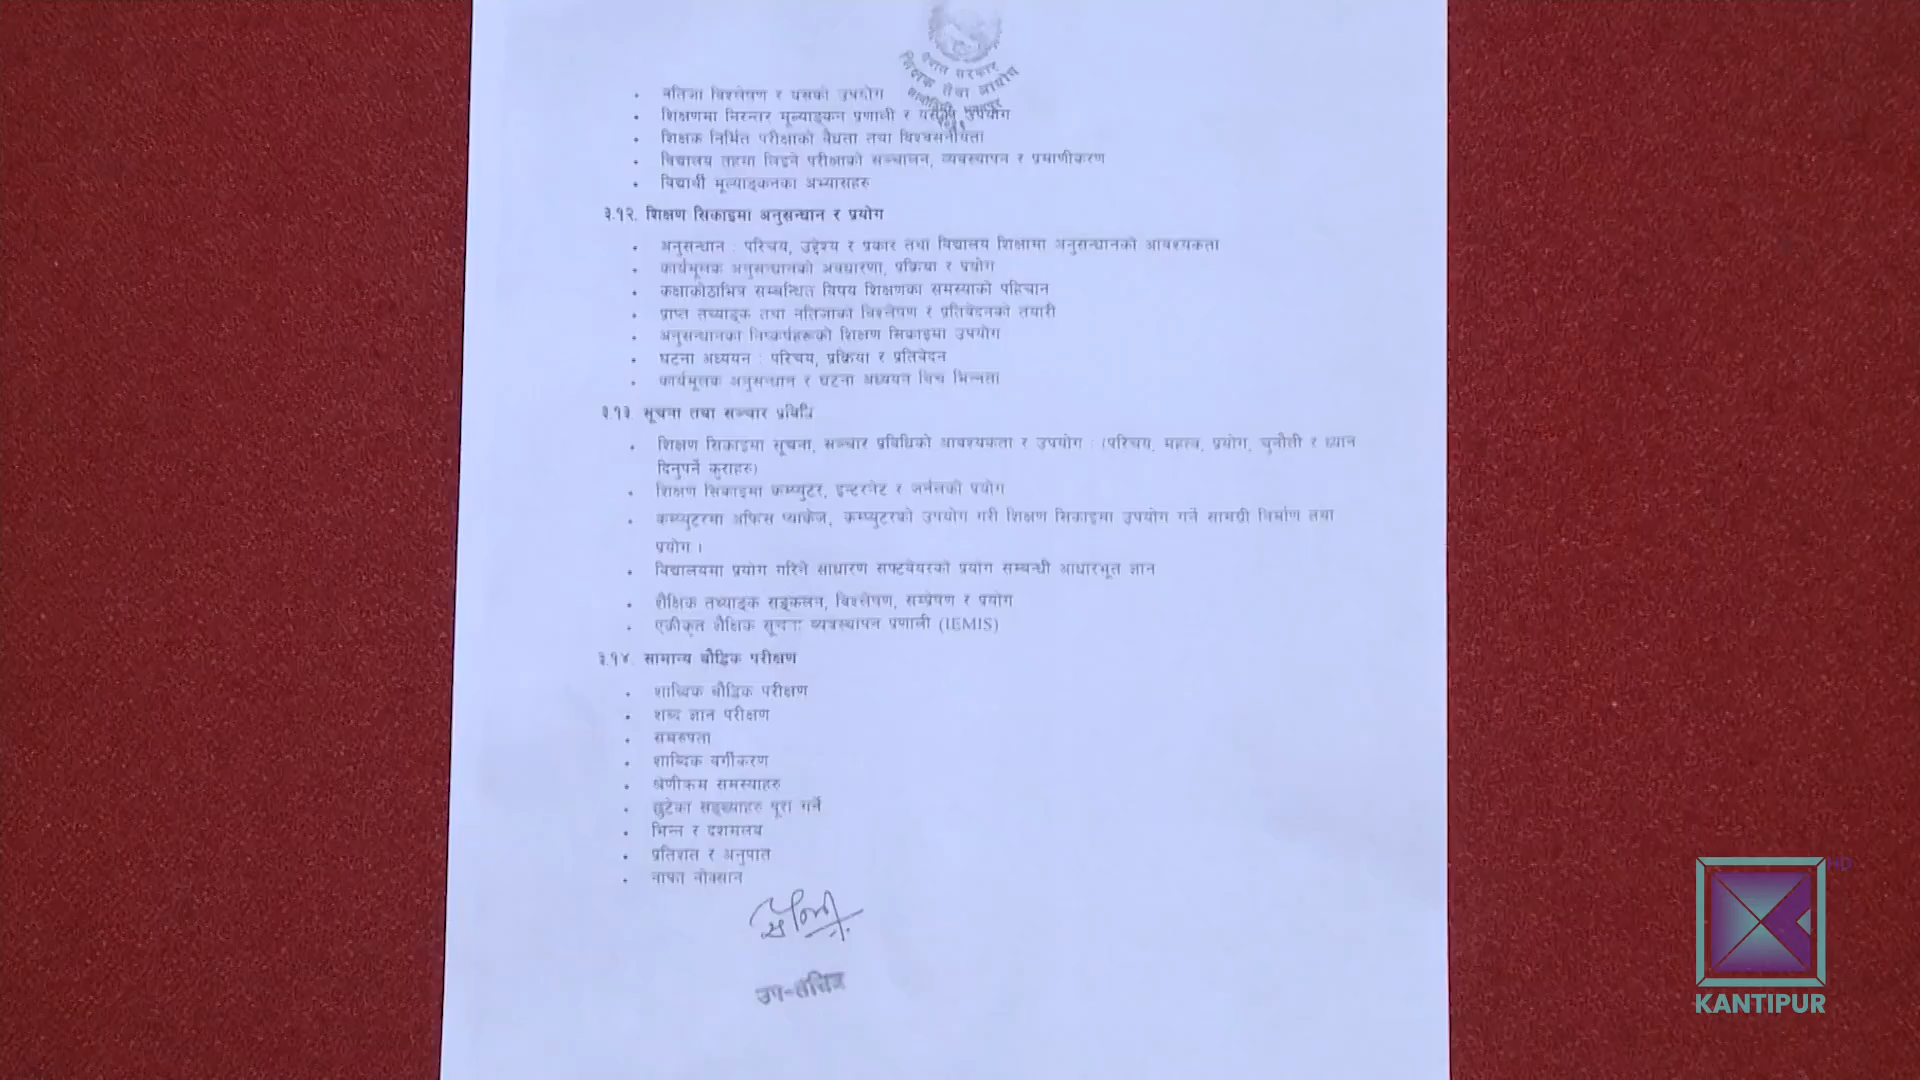 नेपाल सरकार
शिक्षक सेवा आयोग
• नतिजा विश्लेषण र यसको उपयोग
• शिक्षणमा निरन्तर मूल्याङ्कन प्रणाली र यसको उपयोग
• शिक्षक निर्मित परीक्षाको वैधता तथा विश्वसनीयता
• विद्यालय तहमा लिइने परीक्षाको सञ्चालन, व्यवस्थापन र प्रमाणीकरण
• विद्यार्थी मूल्याङ्कनका अभ्यासहरु
३.१२. शिक्षण सिकाइमा अनुसन्धान र प्रयोग
• अनुसन्धान : परिचय, उद्देश्य र प्रकार तथा विद्यालय शिक्षामा अनुसन्धानको आवश्यकता
• कार्यमूलक अनुसन्धानको अवधारणा, प्रक्रिया र प्रयोग
• कक्षाकोठाभित्र सम्बन्धित विषय शिक्षणका समस्याको पहिचान
• प्राप्त तथ्याङ्क तथा नतिजाको विश्लेषण र प्रतिवेदनको तयारी
• अनुसन्धानका निष्कर्षहरूको शिक्षण सिकाइमा उपयोग
• घटना अध्ययन : परिचय, प्रक्रिया र प्रतिवेदन
• कार्यमूलक अनुसन्धान र घटना अध्ययन बिच भिन्नता
३.१३. सूचना तथा सञ्चार प्रविधि
• शिक्षण सिकाइमा सूचना, सञ्चार प्रविधिको आवश्यकता र उपयोग : (परिचय, महत्व, प्रयोग, चुनौती र ध्यान
दिनुपर्ने कुराहरु)
• शिक्षण सिकाइमा कम्प्युटर, इन्टरनेट र जर्नलको प्रयोग
• कम्प्युटरमा अफिस प्याकेज, कम्प्युटरको उपयोग गरी शिक्षण सिकाइमा उपयोग गर्ने सामग्री निर्माण तथा
प्रयोग ।
• विद्यालयमा प्रयोग गरिने साधारण सफ्टवेयरको प्रयोग सम्बन्धी आधारभूत ज्ञान
• शैक्षिक तथ्याङ्क सङ्कलन, विश्लेषण, सम्प्रेषण र प्रयोग
• एकीकृत शैक्षिक सूचना व्यवस्थापन प्रणाली (IEMIS)
३.१४. सामान्य बौद्धिक परीक्षण
• शाब्दिक बौद्धिक परीक्षण
• शब्द ज्ञान परीक्षण
• समरुपता
• शाब्दिक वर्गीकरण
• श्रेणीक्रम समस्याहरु
• छुटेका सङ्ख्याहरु पूरा गर्ने
• भिन्न र दशमलव
• प्रतिशत र अनुपात
• नाफा नोक्सान
उप-सचिव
HD
KANTIPUR